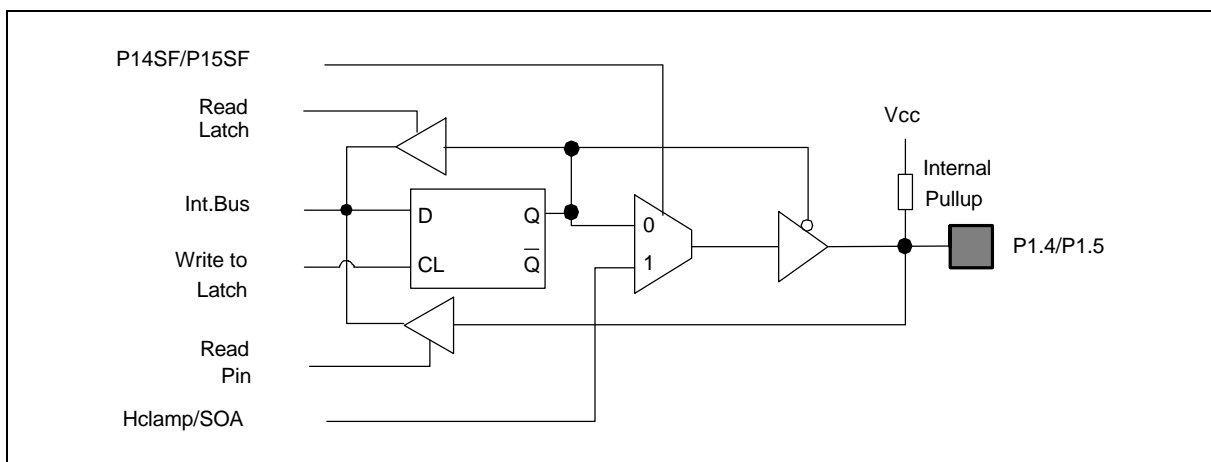 P14SF/P15SF
Read
Latch
Vcc
Internal
Pullup
Int.Bus
D
Q
0
P1.4/P1.5
Write to
Latch
CL
Q̅
1
Read
Pin
Hclamp/SOA